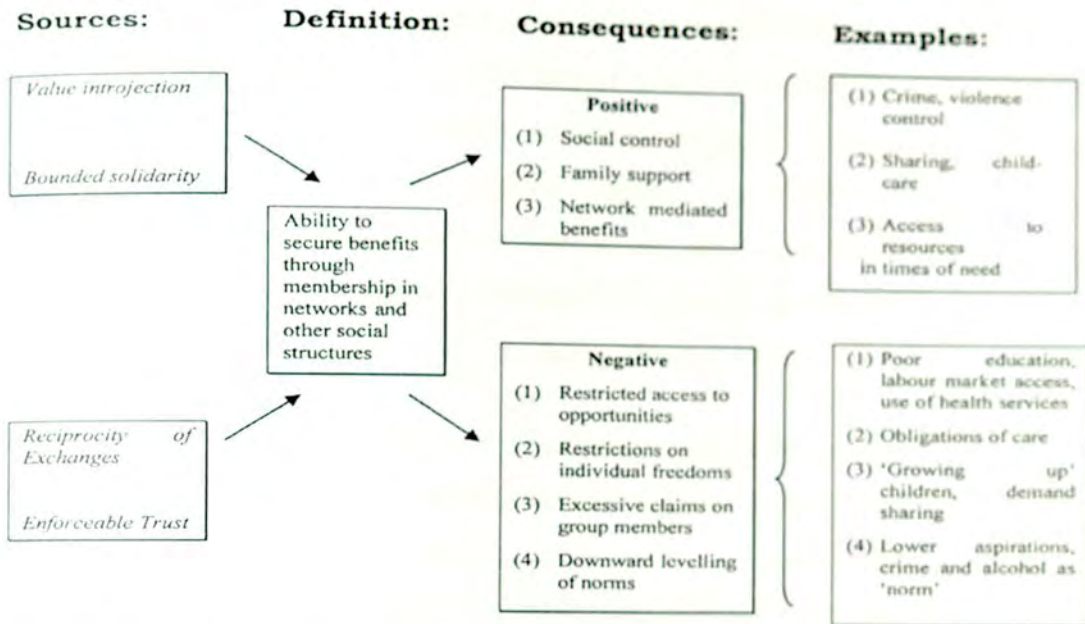 Sources:
Definition:
Consequences:
Examples:
Value introjection
Bounded solidarity
Reciprocity of
Exchanges
Enforceable Trust
Ability to
secure benefits
through
membership in
networks and
other social
structures
Positive
(1) Social control
(2) Family support
(3) Network mediated
benefits
Negative
(1) Restricted access to
opportunities
(2) Restrictions on
individual freedoms
(3) Excessive claims on
group members
(4) Downward levelling
of norms
(1) Crime, violence
control
(2) Sharing, child-
care
(3) Access to
resources
in times of need
(1) Poor education,
labour market access,
use of health services
(2) Obligations of care
(3) 'Growing up'
children, demand
sharing
(4) Lower aspirations,
crime and alcohol as
'norm'